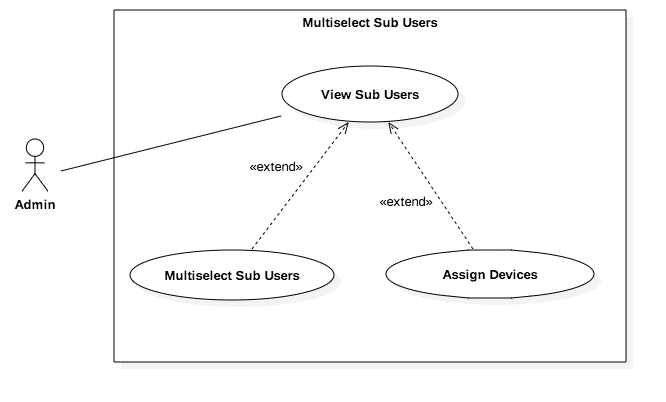 Multiselect Sub Users
View Sub Users
«extend»
Admin
«extend»
Multiselect Sub Users
Assign Devices